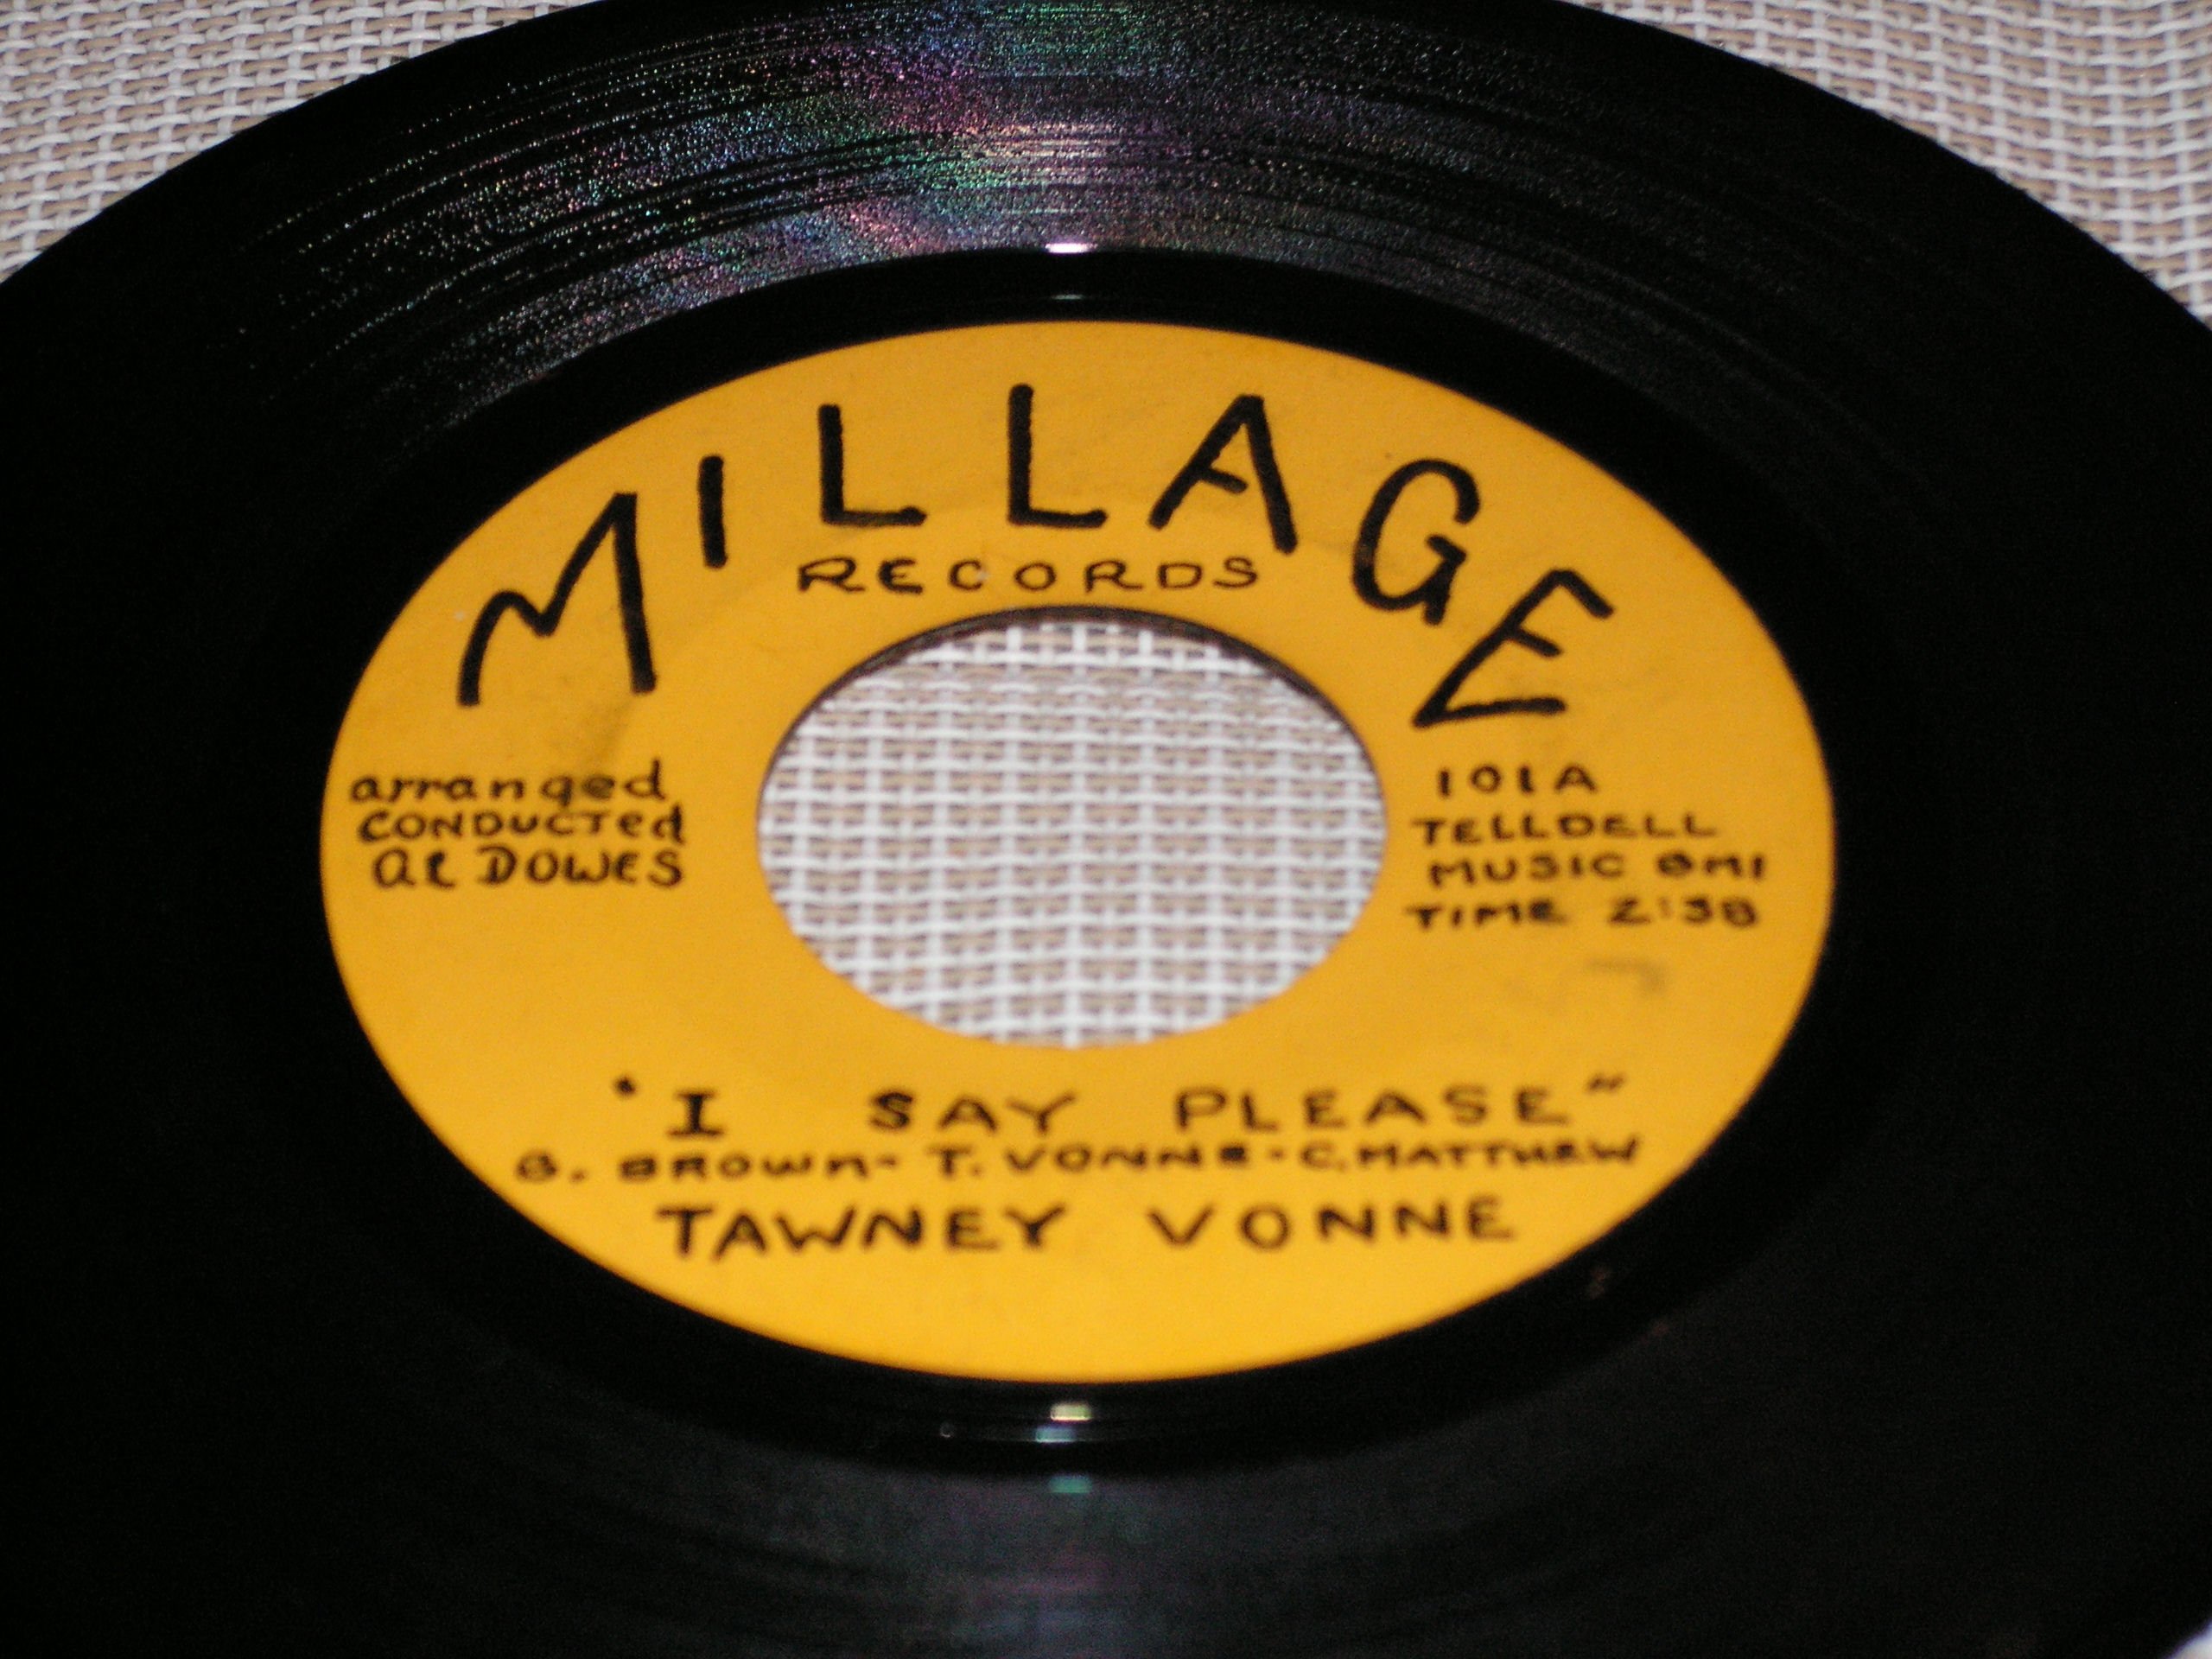 MILLAGE
RECORDS
arranged
CONDUCTed
al DOWES
101A
TELLDELL
MUSIC BMI
TIME 2:38
"I SAY PLEASE"
B. BROWN- T. VONNE - C. MATTHEW
TAWNEY VONNE